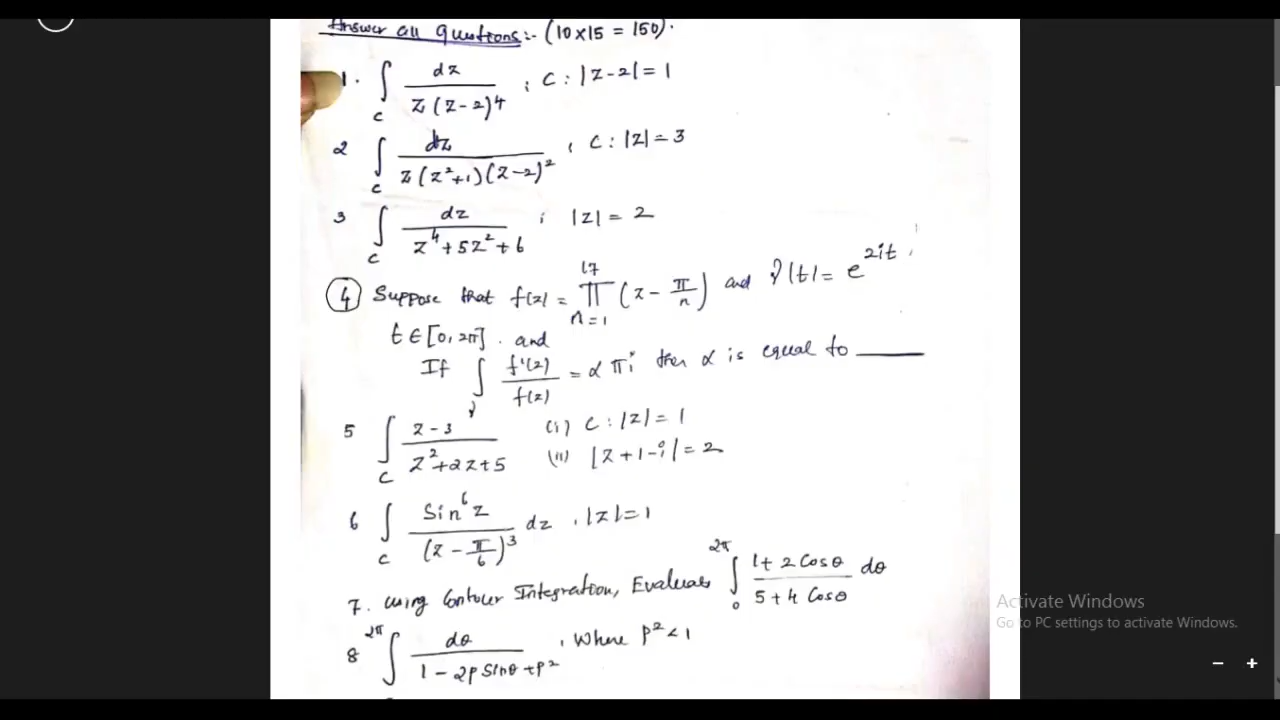 Answer all Questions:- (10×15 = 150).
1. ∫_C dz / z(z-2)^4 ; C : |z-2| = 1
2 ∫_C dz / z(z²+1)(z-2)² , C : |z| = 3
3 ∫_C dz / z^4+5z²+6 ; |z| = 2
4 Suppose that f(z) = ∏_{n=1}^{17} (z - π/n) and γ(t) = e^{2it},
t ∈ [0, 2π] . and
If ∫_γ f'(z) / f(z) = α πi then α is equal to ____
5 ∫_C z-3 / z²+2z+5 (i) C : |z| = 1
(ii) |z+1-i| = 2
6 ∫_C Sin^6 z / (z - π/6)^3 dz , |z| = 1
7. Using Contour Integration, Evaluate ∫_0^{2π} 1+2Cosθ / 5+4Cosθ dθ
8 ∫^{2π} dθ / 1-2P Sinθ+P² , Where P² < 1
Activate Windows
Go to PC settings to activate Windows.